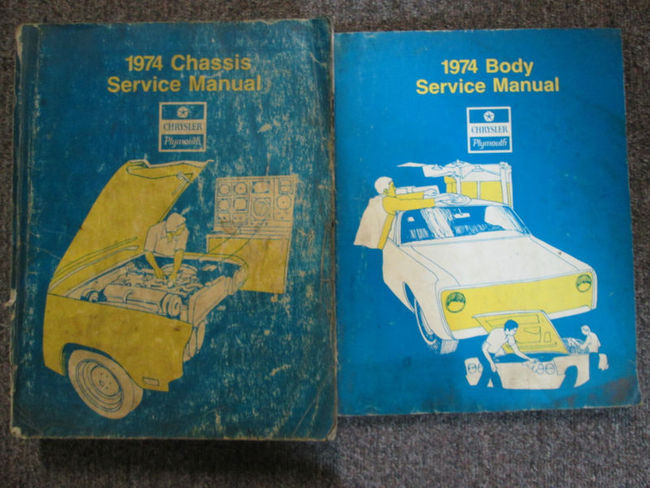 1974 Chassis
Service Manual
CHRYSLER
Plymouth
1974 Body
Service Manual
CHRYSLER
Plymouth